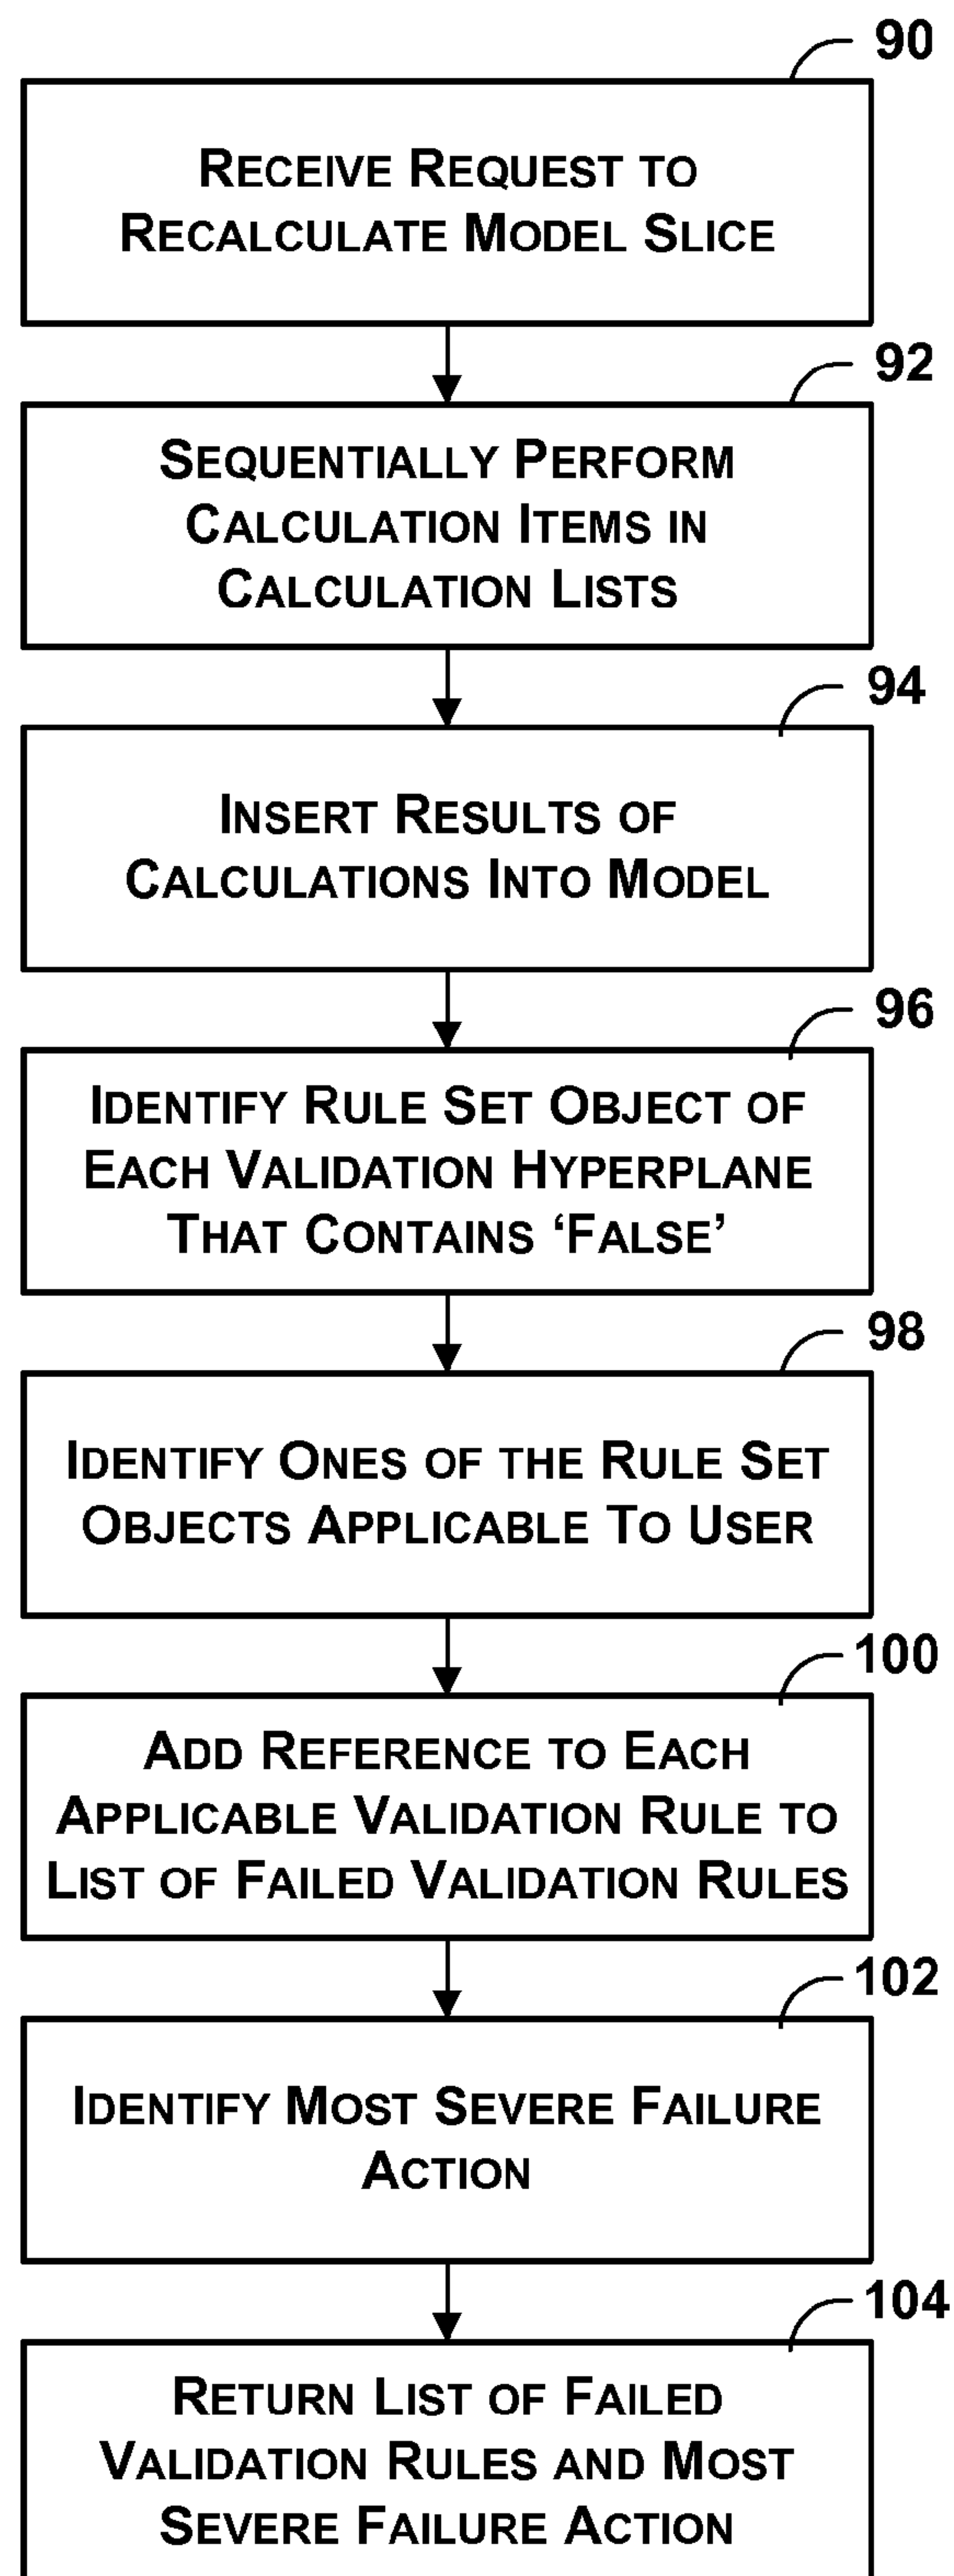 90
RECEIVE REQUEST TO
RECALCULATE MODEL SLICE
92
SEQUENTIALLY PERFORM
CALCULATION ITEMS IN
CALCULATION LISTS
94
INSERT RESULTS OF
CALCULATIONS INTO MODEL
96
IDENTIFY RULE SET OBJECT OF
EACH VALIDATION HYPERPLANE
THAT CONTAINS ‘FALSE’
98
IDENTIFY ONES OF THE RULE SET
OBJECTS APPLICABLE TO USER
100
ADD REFERENCE TO EACH
APPLICABLE VALIDATION RULE TO
LIST OF FAILED VALIDATION RULES
102
IDENTIFY MOST SEVERE FAILURE
ACTION
104
RETURN LIST OF FAILED
VALIDATION RULES AND MOST
SEVERE FAILURE ACTION